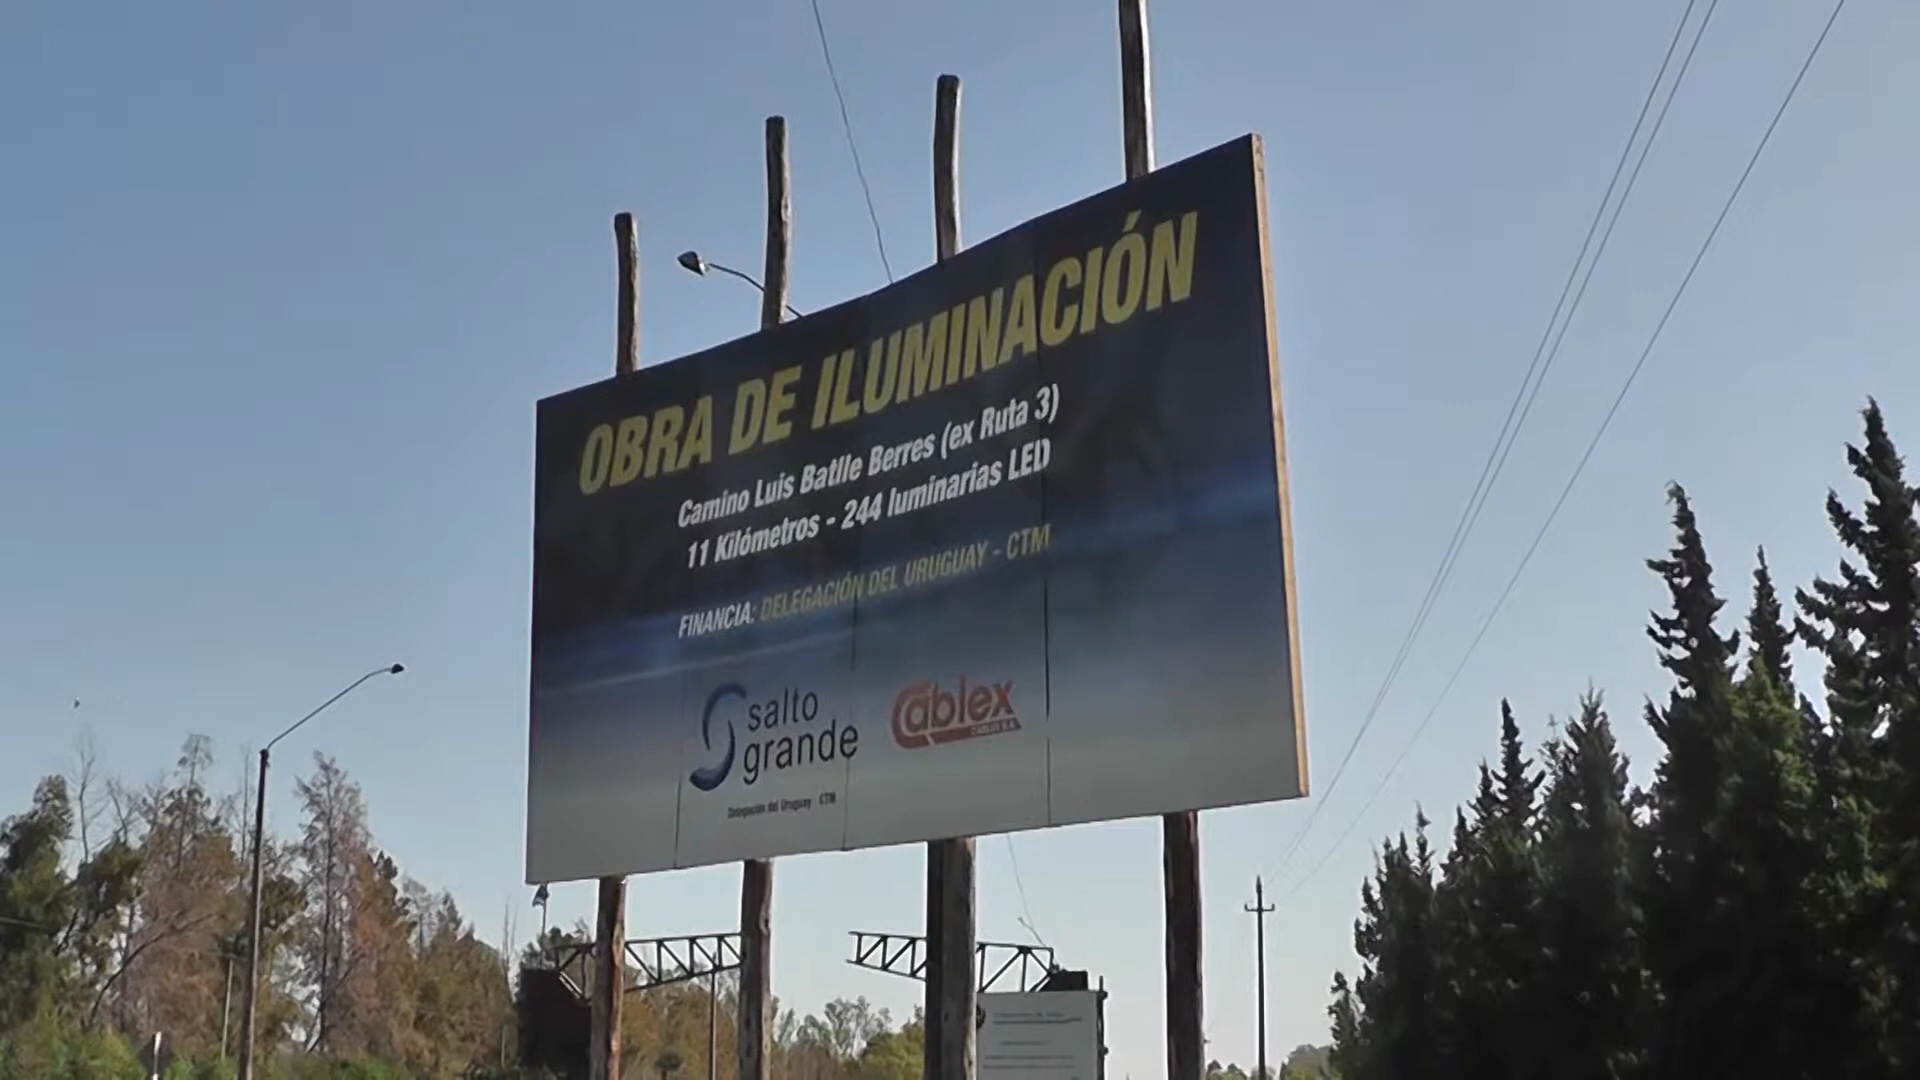 OBRA DE ILUMINACIÓN
Camino Luis Batlle Berres (ex Ruta 3)
11 Kilómetros - 244 luminarias LED
FINANCIA: DELEGACIÓN DEL URUGUAY - CTM
salto
grande
Delegación del Uruguay - CTM
Cablex
CABLEX S.A.